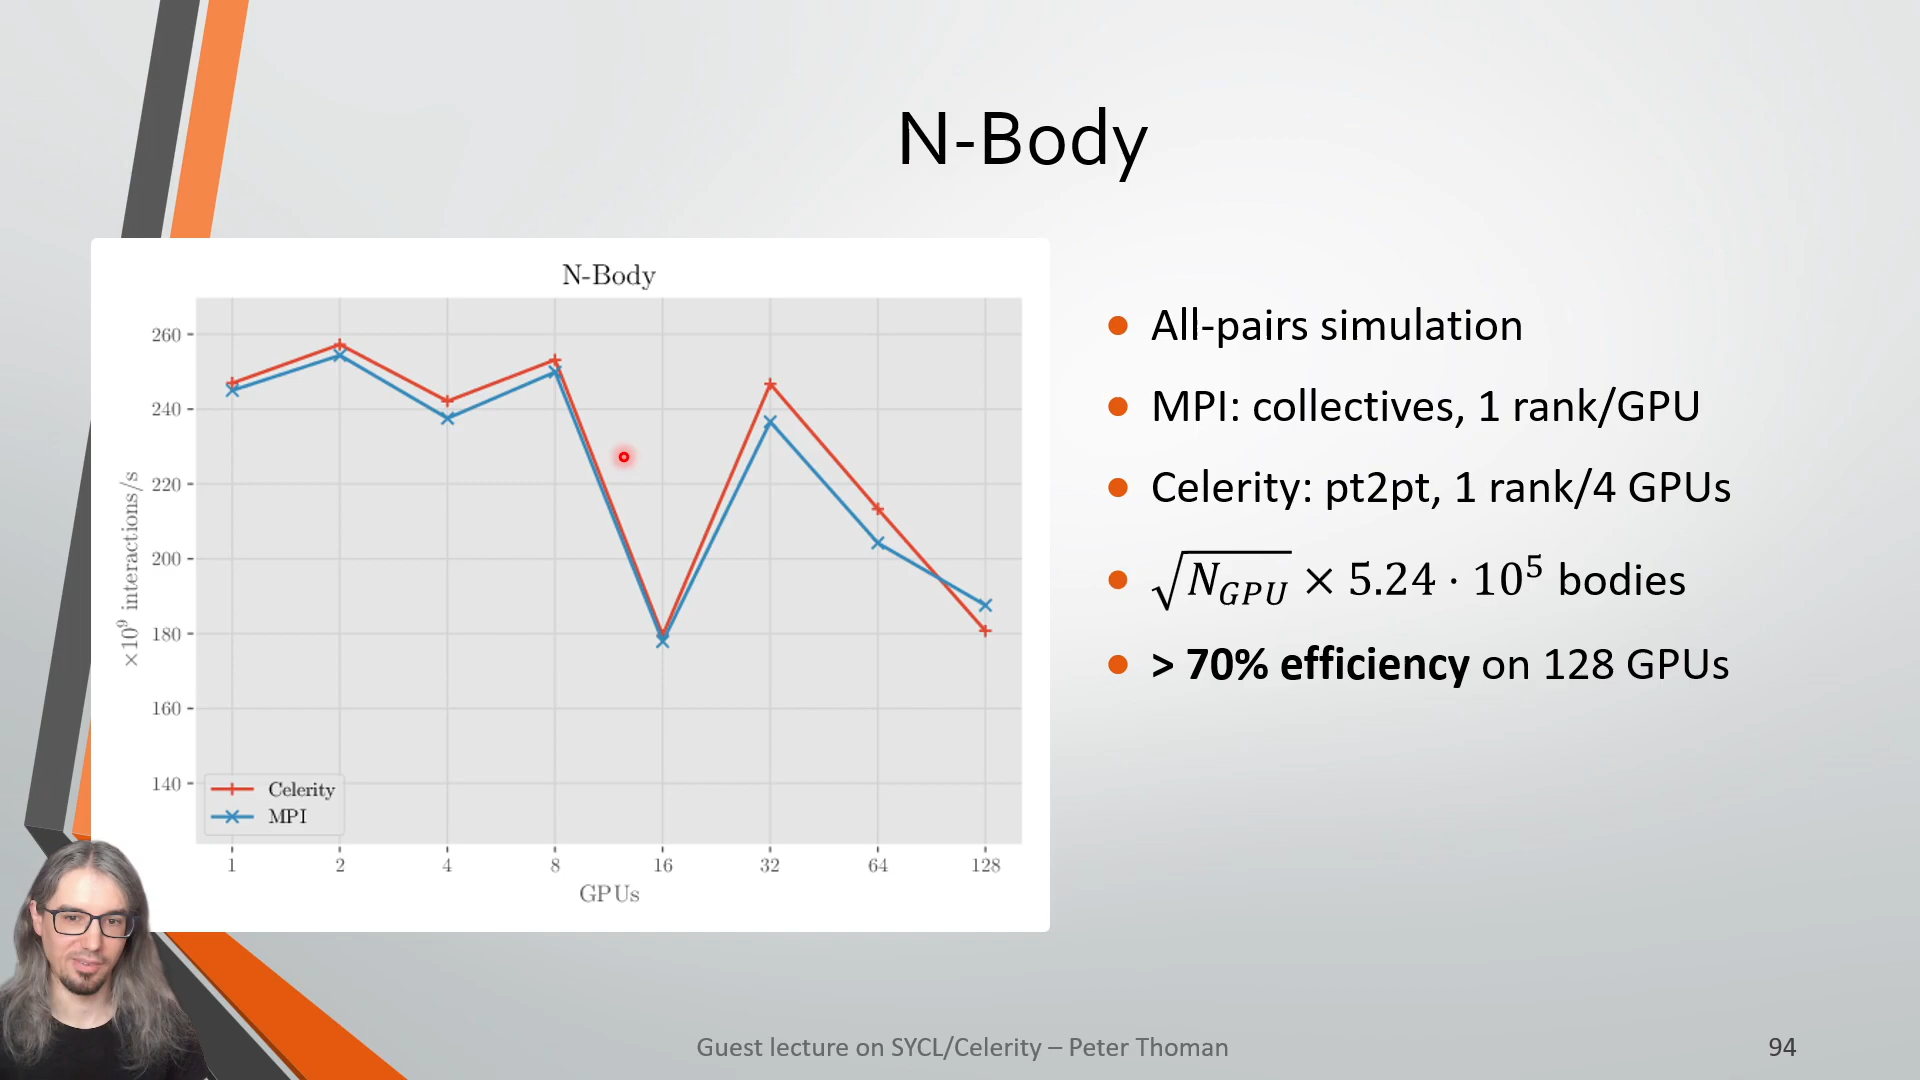 N-Body
N-Body
260
240
220
200
180
160
140
×10⁹ interactions/s
Celerity
MPI
1 2 4 8 16 32 64 128
GPUs
All-pairs simulation
MPI: collectives, 1 rank/GPU
Celerity: pt2pt, 1 rank/4 GPUs
√N_GPU × 5.24 · 10⁵ bodies
> 70% efficiency on 128 GPUs
Guest lecture on SYCL/Celerity – Peter Thoman
94